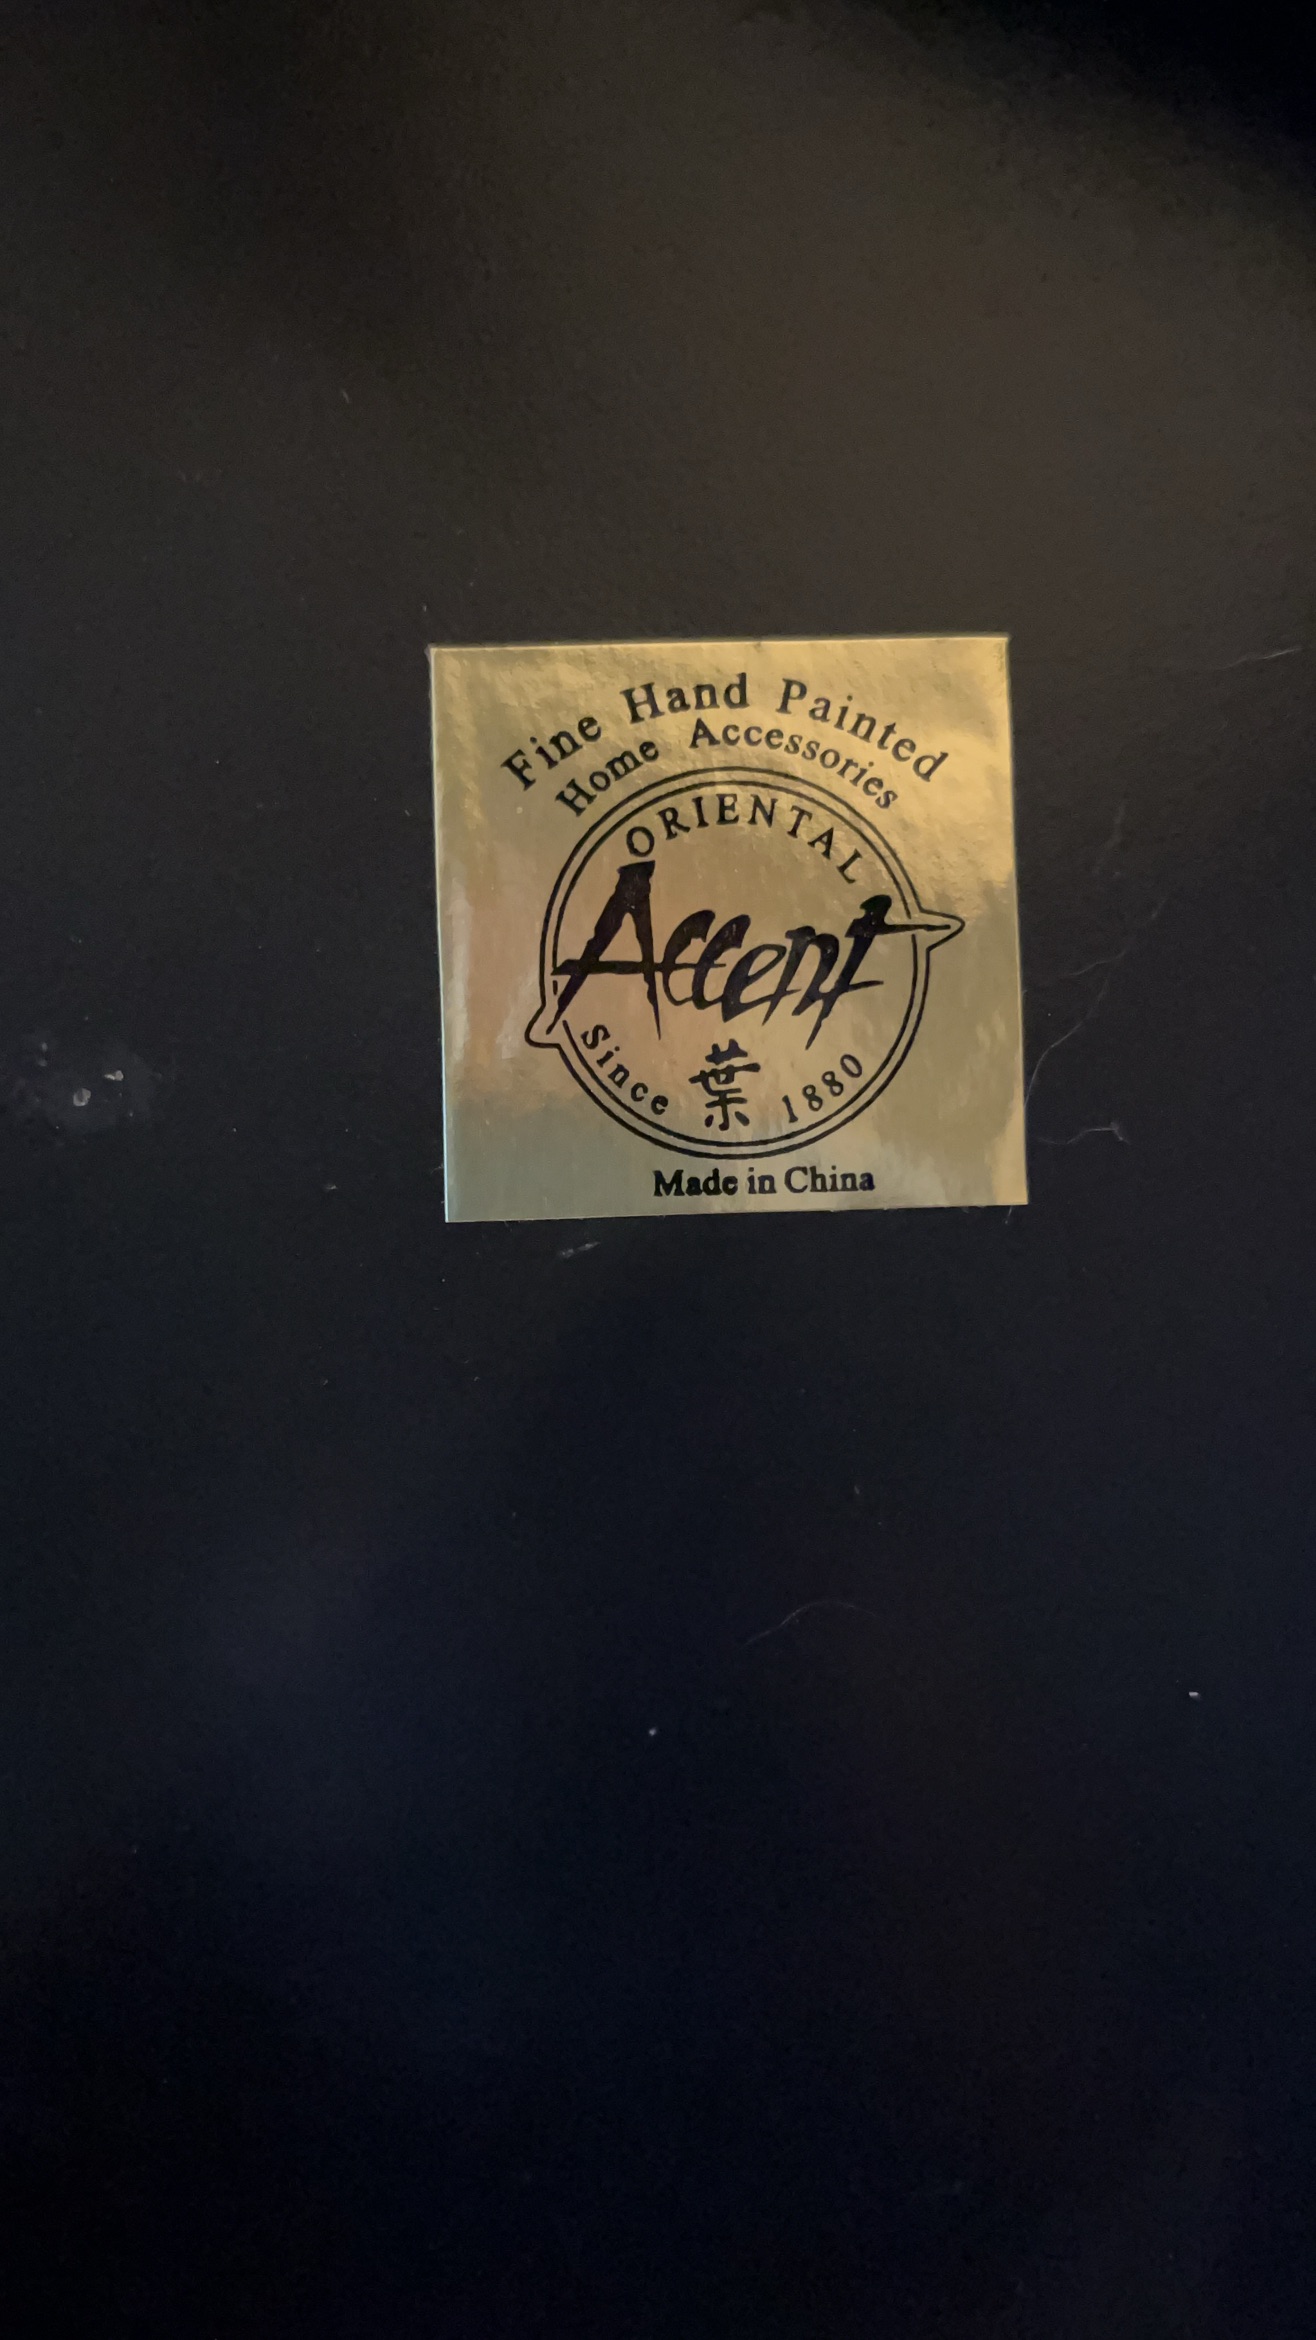 Fine Hand Painted
Home Accessories
ORIENTAL
Accent
Since 葉 1880
Made in China